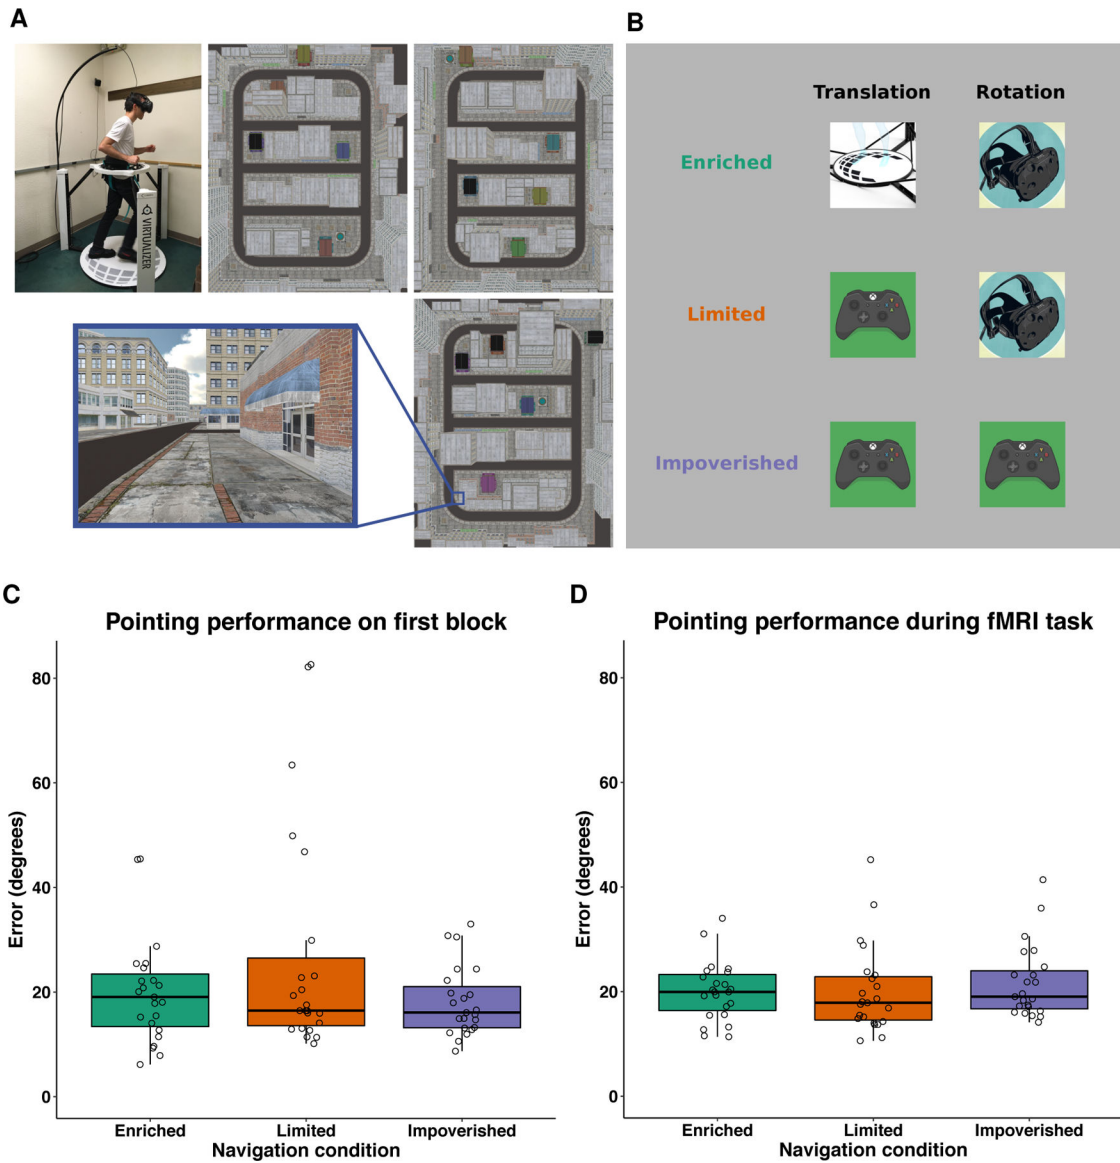 A
VIRTUALIZER
B
Translation Rotation
Enriched
Limited
Impoverished
C
Pointing performance on first block
Error (degrees)
80
60
40
20
0
Enriched Limited Impoverished
Navigation condition
D
Pointing performance during fMRI task
Error (degrees)
80
60
40
20
0
Enriched Limited Impoverished
Navigation condition